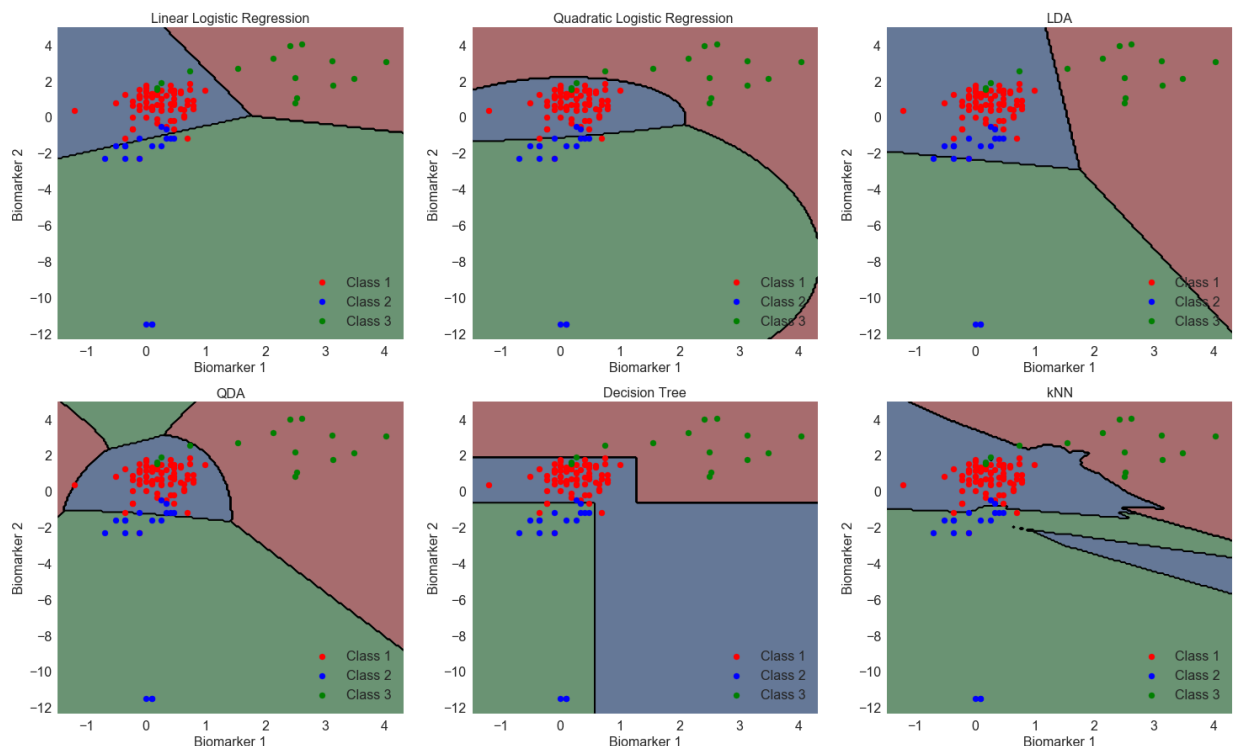 Linear Logistic Regression
Quadratic Logistic Regression
LDA
4
2
0
−2
−4
−6
−8
−10
−12
Biomarker 2
Class 1
Class 2
Class 3
−1
0
1
2
3
4
Biomarker 1
4
2
0
−2
−4
−6
−8
−10
−12
Biomarker 2
Class 1
Class 2
Class 3
−1
0
1
2
3
4
Biomarker 1
4
2
0
−2
−4
−6
−8
−10
−12
Biomarker 2
Class 1
Class 2
Class 3
−1
0
1
2
3
4
Biomarker 1
QDA
Decision Tree
kNN
4
2
0
−2
−4
−6
−8
−10
−12
Biomarker 2
Class 1
Class 2
Class 3
−1
0
1
2
3
4
Biomarker 1
4
2
0
−2
−4
−6
−8
−10
−12
Biomarker 2
Class 1
Class 2
Class 3
−1
0
1
2
3
4
Biomarker 1
4
2
0
−2
−4
−6
−8
−10
−12
Biomarker 2
Class 1
Class 2
Class 3
−1
0
1
2
3
4
Biomarker 1